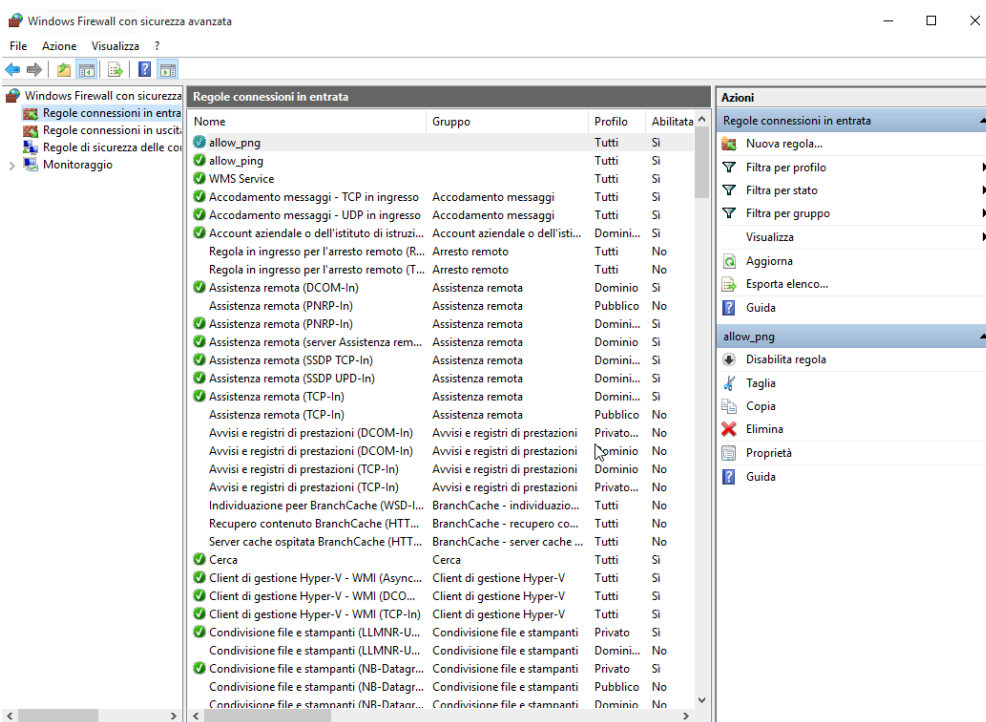 Windows Firewall con sicurezza avanzata
File Azione Visualizza ?
Windows Firewall con sicurezza
Regole connessioni in entra
Regole connessioni in uscit
Regole di sicurezza delle con
Monitoraggio
Regole connessioni in entrata
Nome Gruppo Profilo Abilitata
allow_png Tutti Sì
allow_ping Tutti Sì
WMS Service Tutti Sì
Accodamento messaggi - TCP in ingresso Accodamento messaggi Tutti Sì
Accodamento messaggi - UDP in ingresso Accodamento messaggi Tutti Sì
Account aziendale o dell'istituto di istruzi... Account aziendale o dell'isti... Domini... Sì
Regola in ingresso per l'arresto remoto (R... Arresto remoto Tutti No
Regola in ingresso per l'arresto remoto (T... Arresto remoto Tutti No
Assistenza remota (DCOM-In) Assistenza remota Dominio Sì
Assistenza remota (PNRP-In) Assistenza remota Pubblico No
Assistenza remota (PNRP-In) Assistenza remota Domini... Sì
Assistenza remota (server Assistenza rem... Assistenza remota Dominio Sì
Assistenza remota (SSDP TCP-In) Assistenza remota Domini... Sì
Assistenza remota (SSDP UPD-In) Assistenza remota Domini... Sì
Assistenza remota (TCP-In) Assistenza remota Domini... Sì
Assistenza remota (TCP-In) Assistenza remota Pubblico No
Avvisi e registri di prestazioni (DCOM-In) Avvisi e registri di prestazioni Privato... No
Avvisi e registri di prestazioni (DCOM-In) Avvisi e registri di prestazioni Dominio No
Avvisi e registri di prestazioni (TCP-In) Avvisi e registri di prestazioni Dominio No
Avvisi e registri di prestazioni (TCP-In) Avvisi e registri di prestazioni Privato... No
Individuazione peer BranchCache (WSD-I... BranchCache - individuazio... Tutti No
Recupero contenuto BranchCache (HTT... BranchCache - recupero co... Tutti No
Server cache ospitata BranchCache (HTT... BranchCache - server cache ... Tutti No
Cerca Cerca Tutti Sì
Client di gestione Hyper-V - WMI (Async... Client di gestione Hyper-V Tutti Sì
Client di gestione Hyper-V - WMI (DCO... Client di gestione Hyper-V Tutti Sì
Client di gestione Hyper-V - WMI (TCP-In) Client di gestione Hyper-V Tutti Sì
Condivisione file e stampanti (LLMNR-U... Condivisione file e stampanti Privato Sì
Condivisione file e stampanti (LLMNR-U... Condivisione file e stampanti Domini... No
Condivisione file e stampanti (NB-Datagr... Condivisione file e stampanti Privato Sì
Condivisione file e stampanti (NB-Datagr... Condivisione file e stampanti Pubblico No
Condivisione file e stampanti (NB-Datagr... Condivisione file e stampanti Dominio No
Azioni
Regole connessioni in entrata
Nuova regola...
Filtra per profilo
Filtra per stato
Filtra per gruppo
Visualizza
Aggiorna
Esporta elenco...
Guida
allow_png
Disabilita regola
Taglia
Copia
Elimina
Proprietà
Guida